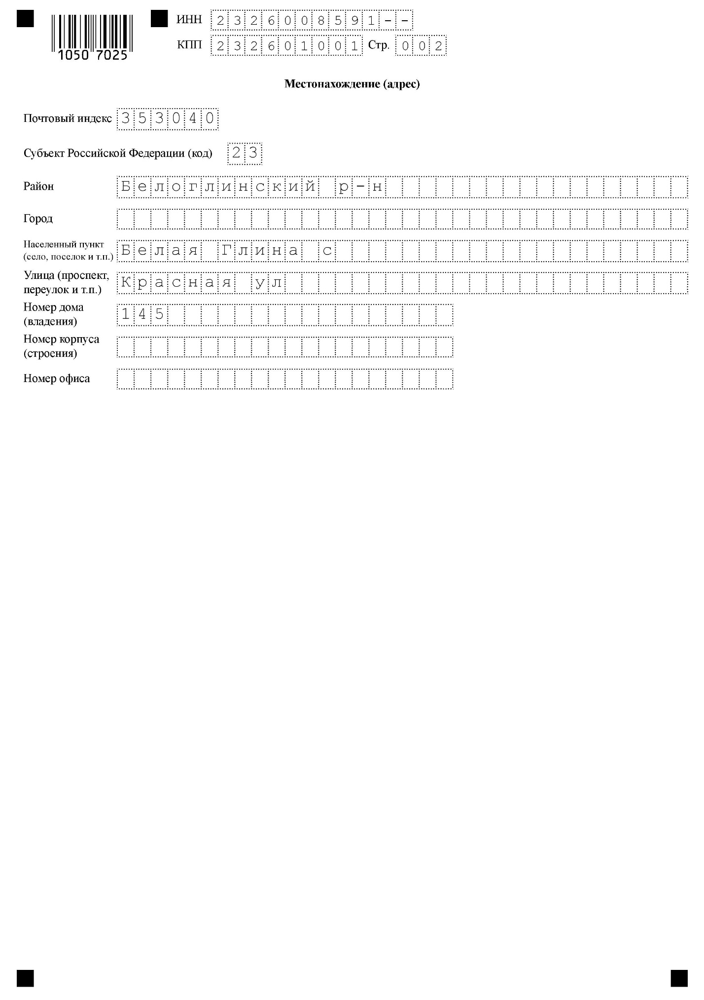 ИНН 2326008591--
КПП 232601001 Стр. 002
1050 7025
Местонахождение (адрес)
Почтовый индекс 353040
Субъект Российской Федерации (код) 23
Район Белоглинский р-н
Город
Населенный пункт
(село, поселок и т.п.) Белая Глина с
Улица (проспект,
переулок и т.п.) Красная ул
Номер дома
(владения) 145
Номер корпуса
(строения)
Номер офиса